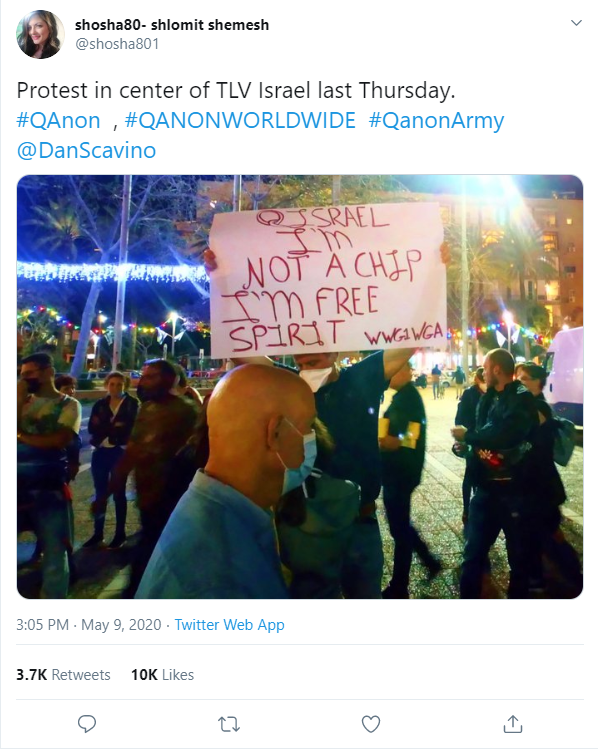 shosha80- shlomit shemesh
@shosha801
Protest in center of TLV Israel last Thursday.
#QAnon , #QANONWORLDWIDE #QanonArmy
@DanScavino
Q ISRAEL
I'M
NOT A CHIP
I'M FREE
SPIRIT WWG1WGA
3:05 PM · May 9, 2020 · Twitter Web App
3.7K Retweets 10K Likes